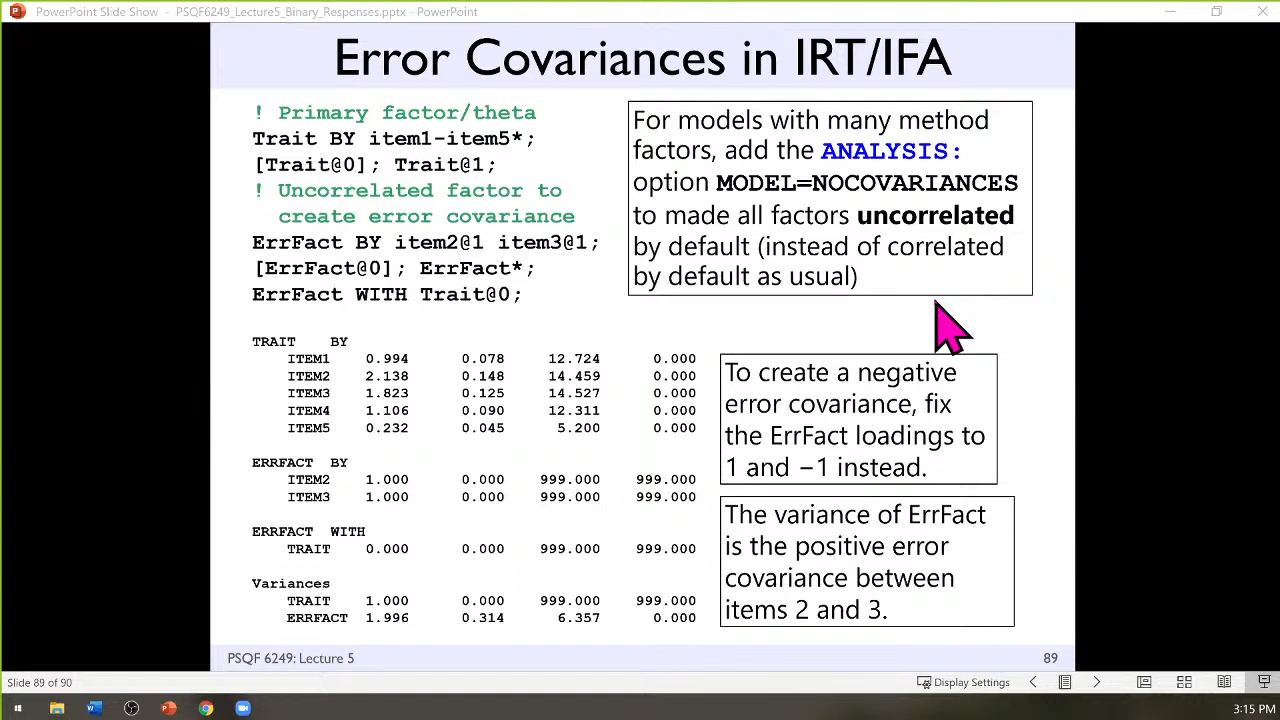 PowerPoint Slide Show - PSQF6249_Lecture5_Binary_Responses.pptx - PowerPoint
Error Covariances in IRT/IFA
! Primary factor/theta
Trait BY item1-item5*;
[Trait@0]; Trait@1;
! Uncorrelated factor to
create error covariance
ErrFact BY item2@1 item3@1;
[ErrFact@0]; ErrFact*;
ErrFact WITH Trait@0;
For models with many method
factors, add the ANALYSIS:
option MODEL=NOCOVARIANCES
to made all factors uncorrelated
by default (instead of correlated
by default as usual)
TRAIT BY
ITEM1 0.994 0.078 12.724 0.000
ITEM2 2.138 0.148 14.459 0.000
ITEM3 1.823 0.125 14.527 0.000
ITEM4 1.106 0.090 12.311 0.000
ITEM5 0.232 0.045 5.200 0.000
ERRFACT BY
ITEM2 1.000 0.000 999.000 999.000
ITEM3 1.000 0.000 999.000 999.000
ERRFACT WITH
TRAIT 0.000 0.000 999.000 999.000
Variances
TRAIT 1.000 0.000 999.000 999.000
ERRFACT 1.996 0.314 6.357 0.000
To create a negative
error covariance, fix
the ErrFact loadings to
1 and −1 instead.
The variance of ErrFact
is the positive error
covariance between
items 2 and 3.
PSQF 6249: Lecture 5
89
Slide 89 of 90
Display Settings
3:15 PM